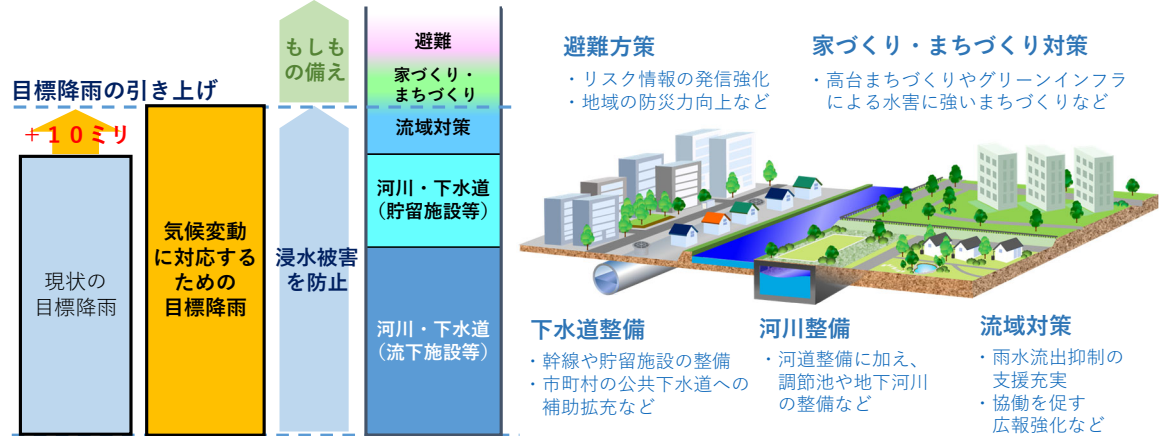 目標降雨の引き上げ
+10ミリ
現状の
目標降雨
気候変動
に対応する
ための
目標降雨
もしも
の備え
浸水被害
を防止
避難
家づくり・
まちづくり
流域対策
河川・下水道
(貯留施設等)
河川・下水道
(流下施設等)
避難方策
・リスク情報の発信強化
・地域の防災力向上など
家づくり・まちづくり対策
・高台まちづくりやグリーンインフラ
による水害に強いまちづくりなど
下水道整備
・幹線や貯留施設の整備
・市町村の公共下水道への
補助拡充など
河川整備
・河道整備に加え、
調節池や地下河川
の整備など
流域対策
・雨水流出抑制の
支援充実
・協働を促す
広報強化など